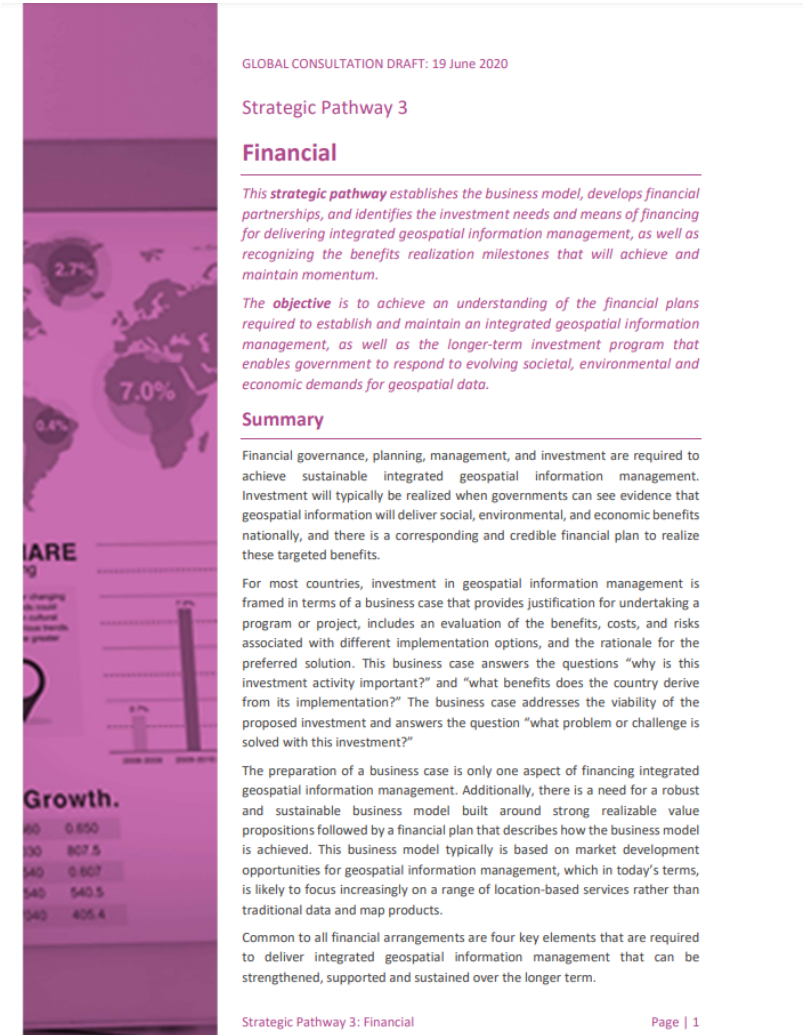 GLOBAL CONSULTATION DRAFT: 19 June 2020
Strategic Pathway 3
Financial
This strategic pathway establishes the business model, develops financial
partnerships, and identifies the investment needs and means of financing
for delivering integrated geospatial information management, as well as
recognizing the benefits realization milestones that will achieve and
maintain momentum.
The objective is to achieve an understanding of the financial plans
required to establish and maintain an integrated geospatial information
management, as well as the longer-term investment program that
enables government to respond to evolving societal, environmental and
economic demands for geospatial data.
Summary
Financial governance, planning, management, and investment are required to
achieve sustainable integrated geospatial information management.
Investment will typically be realized when governments can see evidence that
geospatial information will deliver social, environmental, and economic benefits
nationally, and there is a corresponding and credible financial plan to realize
these targeted benefits.
For most countries, investment in geospatial information management is
framed in terms of a business case that provides justification for undertaking a
program or project, includes an evaluation of the benefits, costs, and risks
associated with different implementation options, and the rationale for the
preferred solution. This business case answers the questions “why is this
investment activity important?” and “what benefits does the country derive
from its implementation?” The business case addresses the viability of the
proposed investment and answers the question “what problem or challenge is
solved with this investment?”
The preparation of a business case is only one aspect of financing integrated
geospatial information management. Additionally, there is a need for a robust
and sustainable business model built around strong realizable value
propositions followed by a financial plan that describes how the business model
is achieved. This business model typically is based on market development
opportunities for geospatial information management, which in today’s terms,
is likely to focus increasingly on a range of location-based services rather than
traditional data and map products.
Common to all financial arrangements are four key elements that are required
to deliver integrated geospatial information management that can be
strengthened, supported and sustained over the longer term.
Strategic Pathway 3: Financial Page | 1
2.7%
7.0%
0.4%
Growth.
0.650
807.5
0.607
540 540.5
405.4